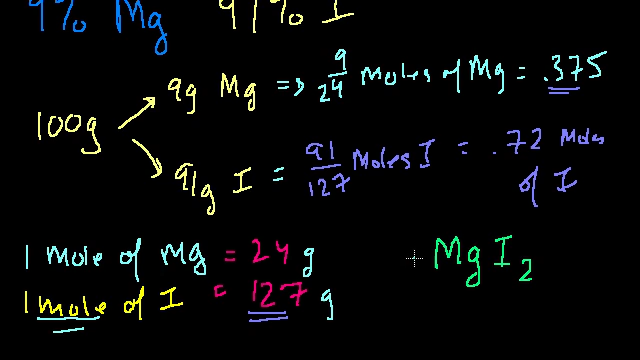 9% Mg 91% I
100g
9g Mg => 9/24 Moles of Mg = .375
91g I = 91/127 Moles I = .72 Moles of I
1 Mole of Mg = 24 g
1 mole of I = 127 g
MgI₂